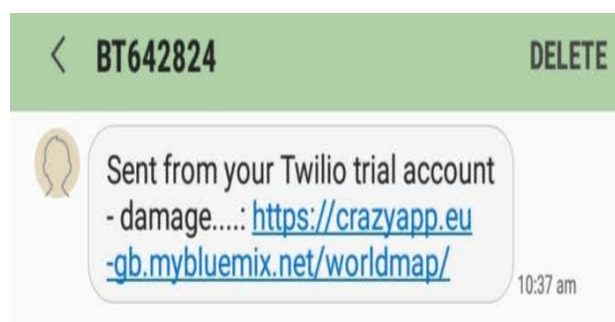 < BT642824 DELETE
Sent from your Twilio trial account
- damage....: https://crazyapp.eu
-gb.mybluemix.net/worldmap/
10:37 am